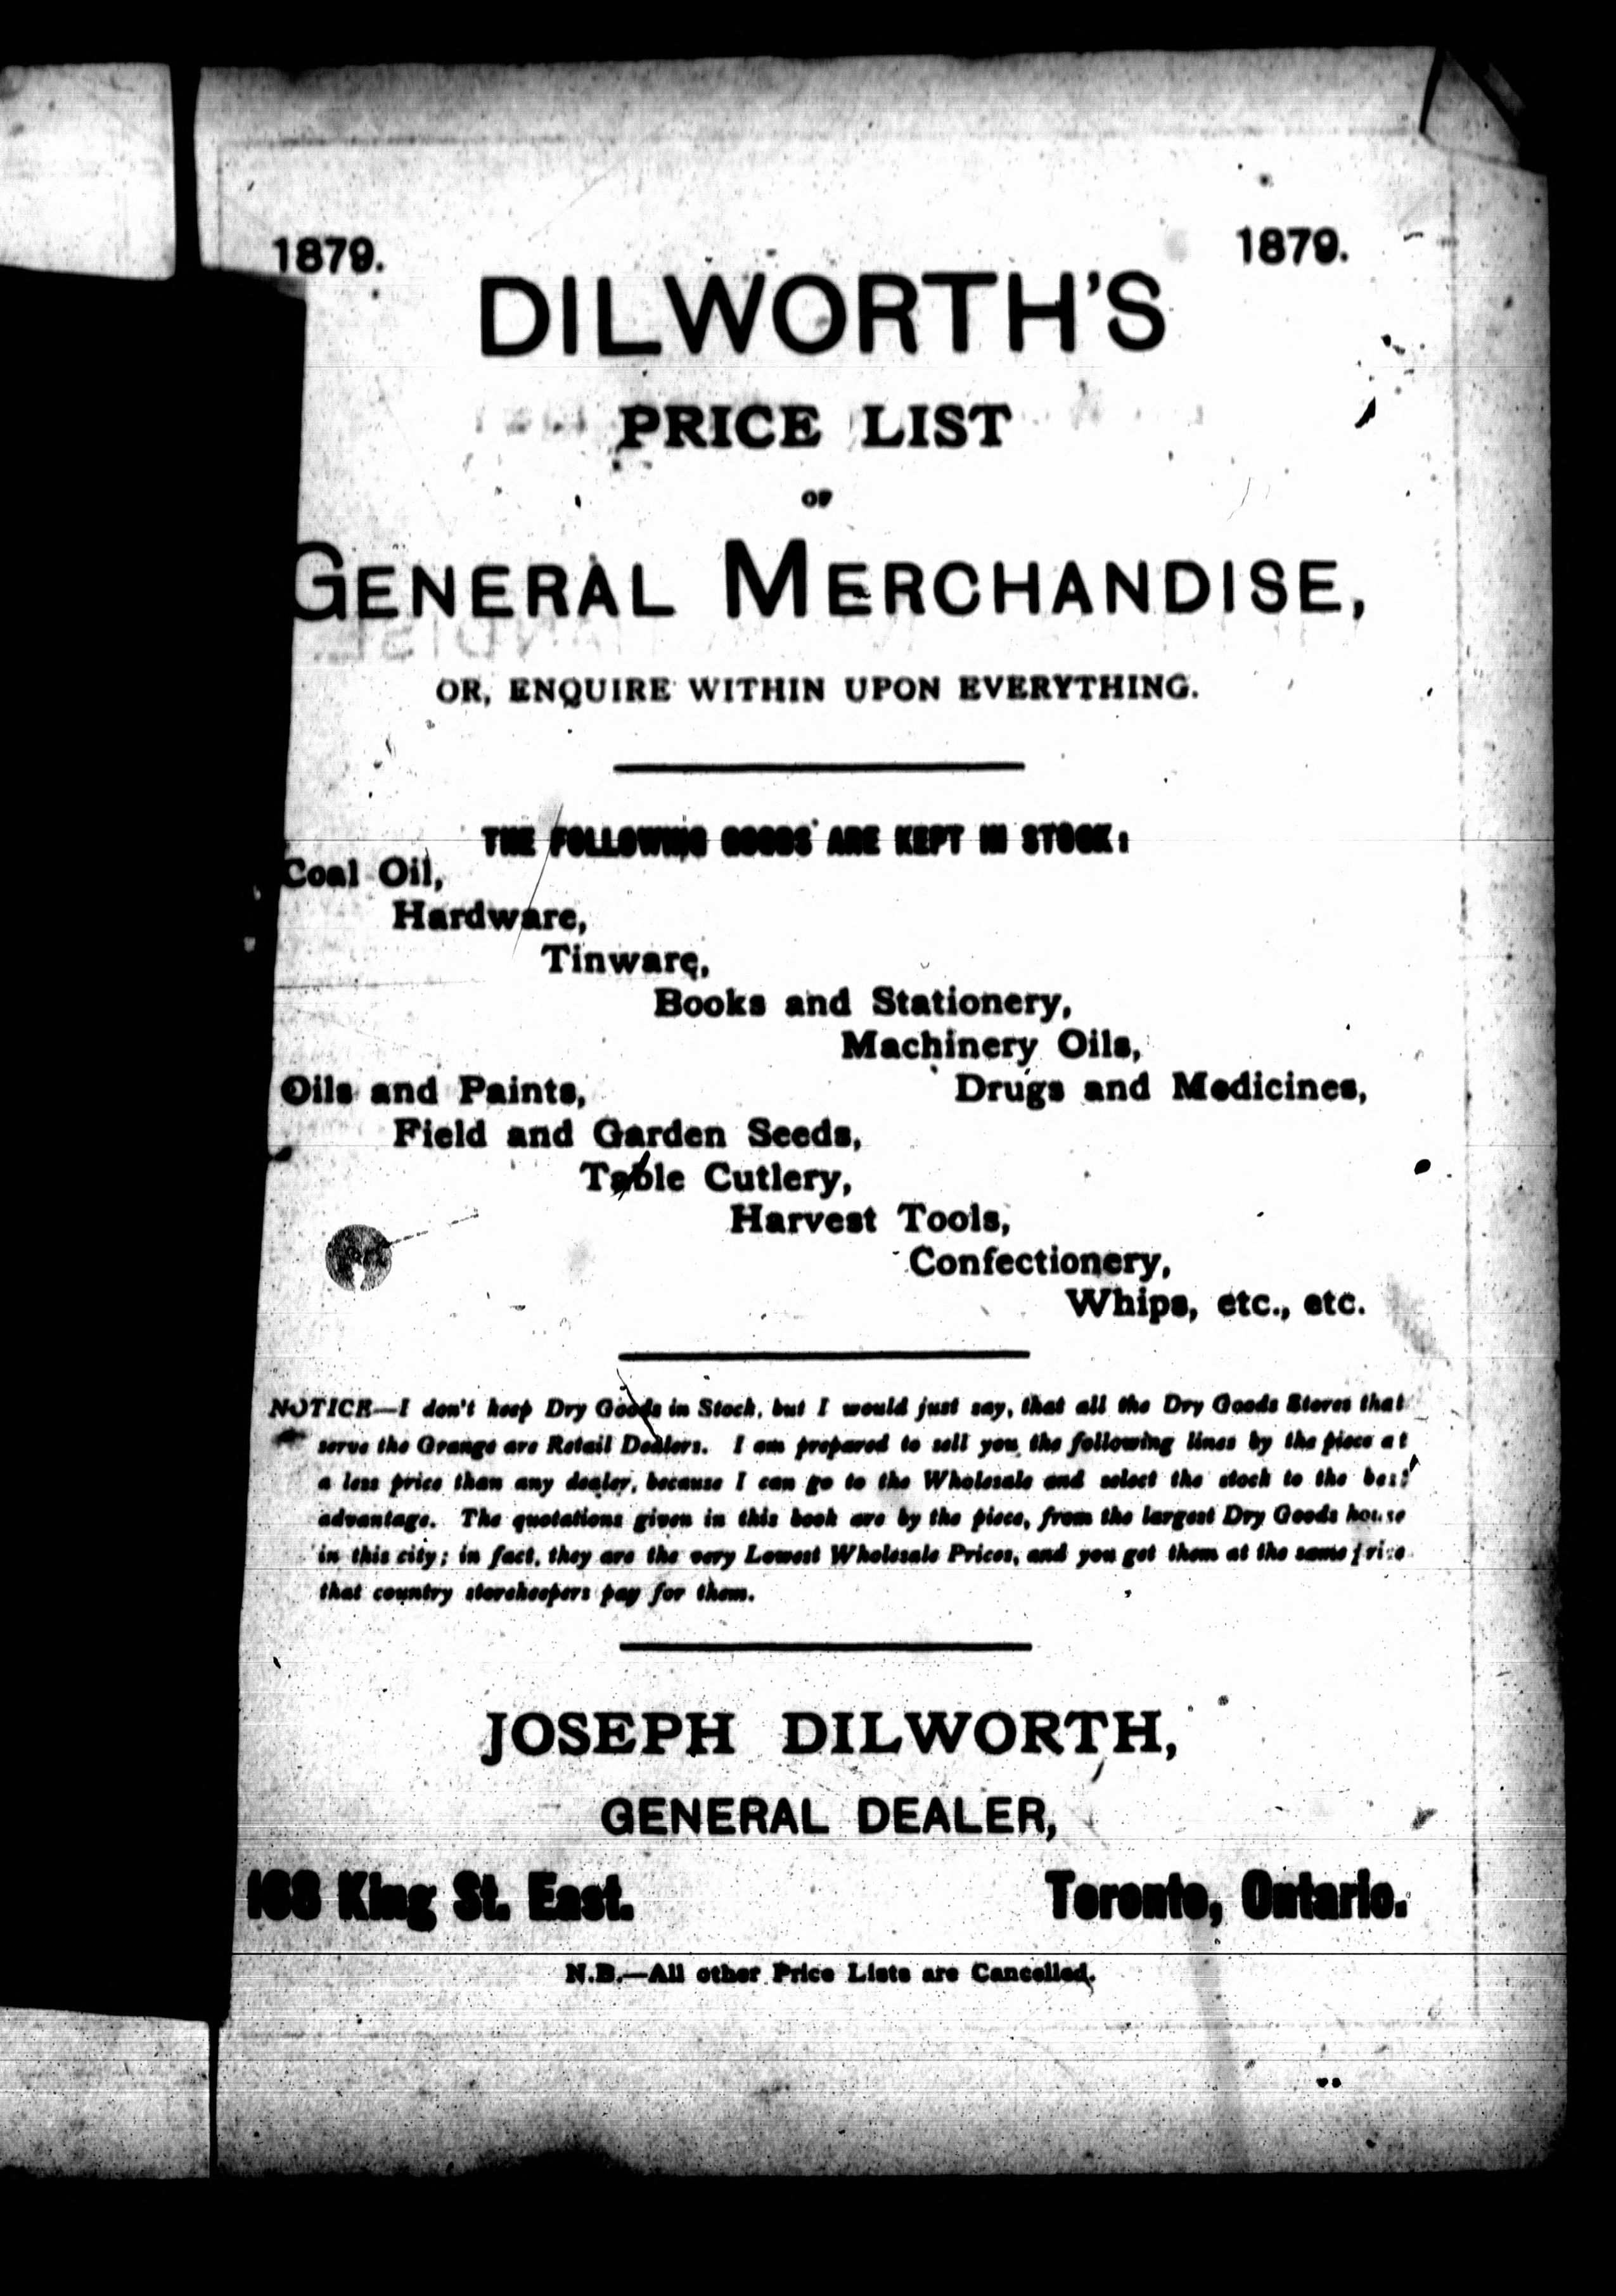 1879. 1879.
DILWORTH'S
PRICE LIST
OF
GENERAL MERCHANDISE,
OR, ENQUIRE WITHIN UPON EVERYTHING.
THE FOLLOWING GOODS ARE KEPT IN STOCK:
Coal Oil,
Hardware,
Tinware,
Books and Stationery,
Machinery Oils,
Drugs and Medicines,
Oils and Paints,
Field and Garden Seeds,
Table Cutlery,
Harvest Tools,
Confectionery,
Whips, etc., etc.
NOTICE—I don't keep Dry Goods in Stock, but I would just say, that all the Dry Goods Stores that
serve the Grange are Retail Dealers. I am prepared to sell you the following lines by the piece at
a less price than any dealer, because I can go to the Wholesale and select the stock to the best
advantage. The quotations given in this book are by the piece, from the largest Dry Goods house
in this city; in fact, they are the very Lowest Wholesale Prices, and you get them at the same price
that country storekeepers pay for them.
JOSEPH DILWORTH,
GENERAL DEALER,
168 King St. East. Toronto, Ontario.
N.B.—All other Price Lists are Cancelled.